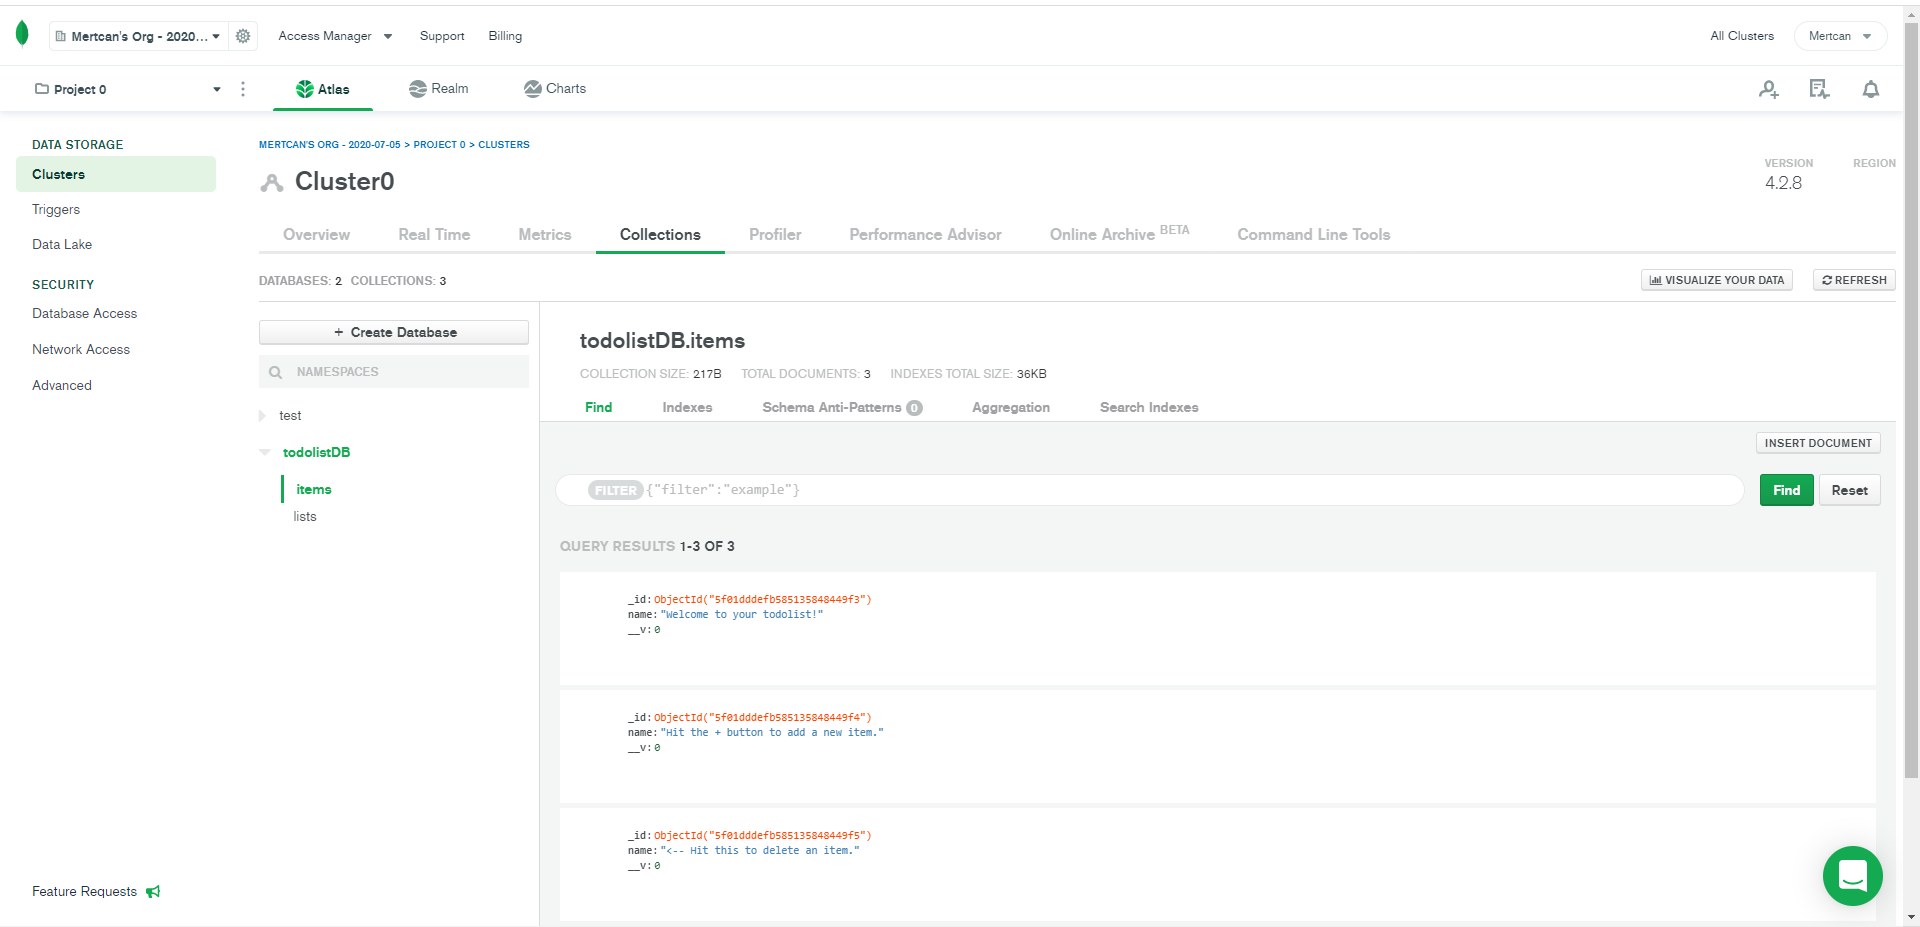 Mertcan's Org - 2020...
Access Manager
Support
Billing
All Clusters
Mertcan
Project 0
Atlas
Realm
Charts
DATA STORAGE
Clusters
Triggers
Data Lake
SECURITY
Database Access
Network Access
Advanced
Feature Requests
MERTCAN'S ORG - 2020-07-05 > PROJECT 0 > CLUSTERS
Cluster0
VERSION
4.2.8
REGION
Overview
Real Time
Metrics
Collections
Profiler
Performance Advisor
Online Archive BETA
Command Line Tools
DATABASES: 2 COLLECTIONS: 3
VISUALIZE YOUR DATA
REFRESH
+ Create Database
NAMESPACES
test
todolistDB
items
lists
todolistDB.items
COLLECTION SIZE: 217B TOTAL DOCUMENTS: 3 INDEXES TOTAL SIZE: 36KB
Find
Indexes
Schema Anti-Patterns 0
Aggregation
Search Indexes
INSERT DOCUMENT
FILTER {"filter":"example"}
Find
Reset
QUERY RESULTS 1-3 OF 3
_id: ObjectId("5f01dddefb585135848449f3")
name: "Welcome to your todolist!"
__v: 0
_id: ObjectId("5f01dddefb585135848449f4")
name: "Hit the + button to add a new item."
__v: 0
_id: ObjectId("5f01dddefb585135848449f5")
name: "<-- Hit this to delete an item."
__v: 0